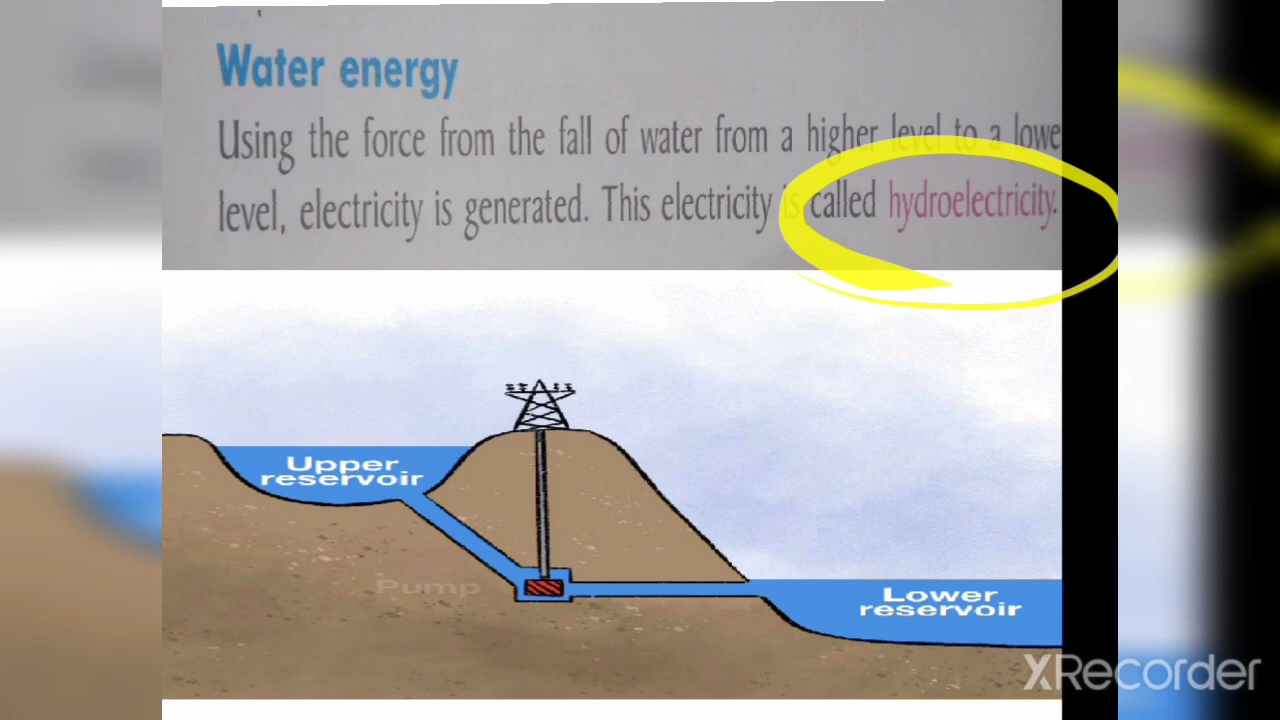 Water energy
Using the force from the fall of water from a higher level to a lowe
level, electricity is generated. This electricity is called hydroelectricity.
Upper
reservoir
Pump
Lower
reservoir
XRecorder